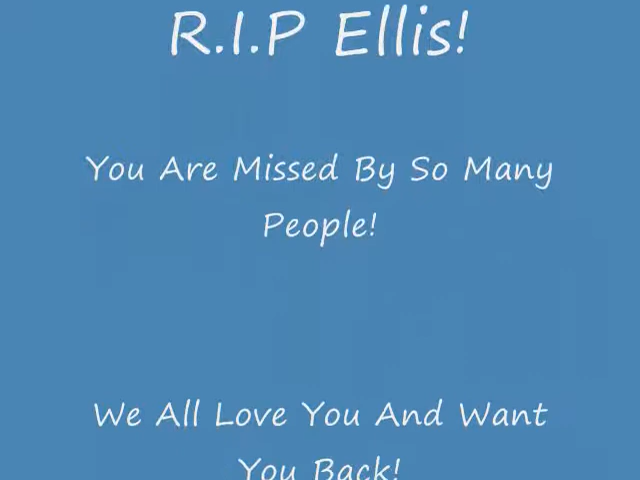 R.I.P Ellis!
You Are Missed By So Many
People!
We All Love You And Want
You Back!